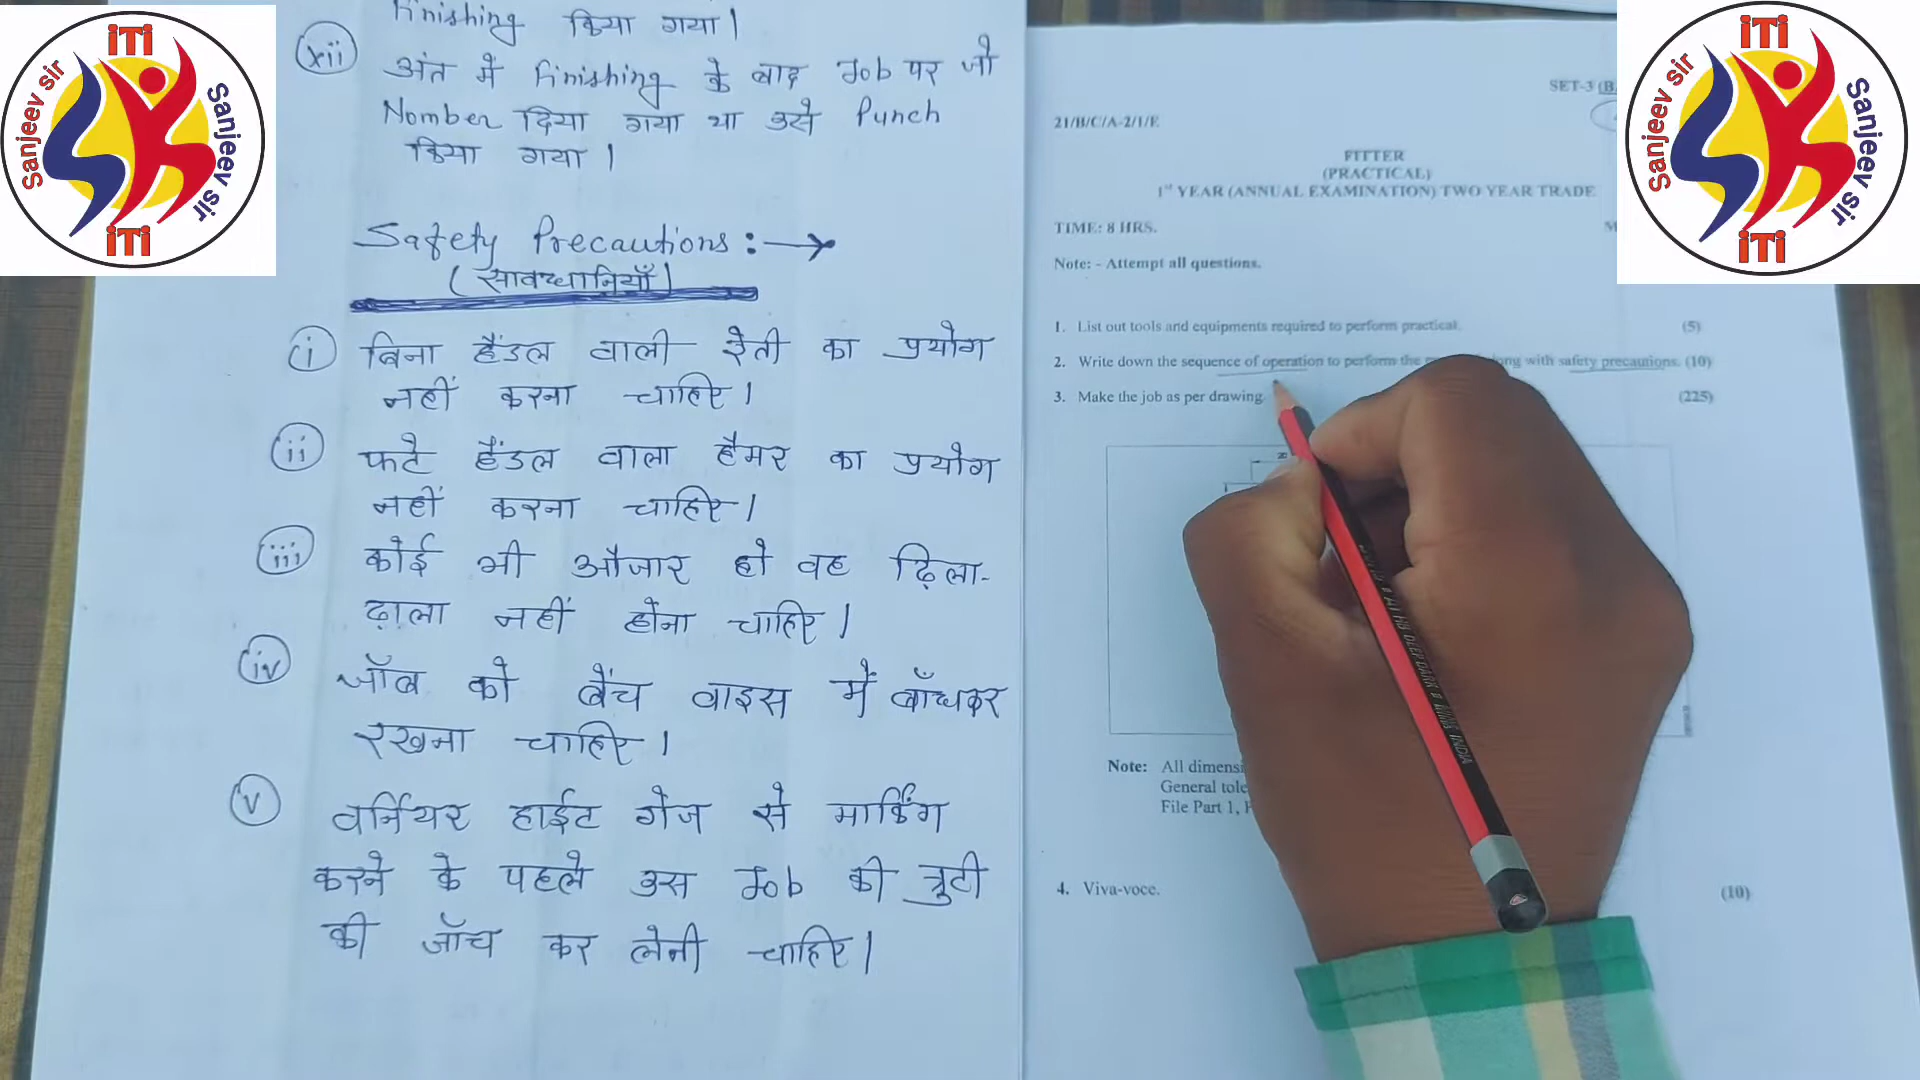 Finishing किया गया।
xii अंत में Finishing के बाद Job पर जो
Nomber दिया गया था उसे Punch
किया गया।
Safety Precautions :→
(सावधानियाँ)
i बिना हैंडल वाली रेती का प्रयोग
नहीं करना चाहिए।
ii फटे हैंडल वाला हैमर का प्रयोग
नहीं करना चाहिए।
iii कोई भी औजार हो वह ढ़िला-
ढ़ाला नहीं होना चाहिए।
iv जॉब को बेंच वाइस में बाँधकर
रखना चाहिए।
v वर्नियर हाईट गेज से मार्किंग
करने के पहले उस Job की त्रुटी
की जाँच कर लेनी चाहिए।
SET-3
21/B/C/A-2/1/E
FITTER
(PRACTICAL)
1st YEAR (ANNUAL EXAMINATION) TWO YEAR TRADE
TIME: 8 HRS.
Note: - Attempt all questions.
1. List out tools and equipments required to perform practical. (5)
2. Write down the sequence of operation to perform the with safety precautions. (10)
3. Make the job as per drawing (225)
20
Note: All
General
File Part 1,
4. Viva-voce. (10)
iTi
Sanjeev sir
Sanjeev sir
iTi
iTi
Sanjeev sir
Sanjeev sir
iTi